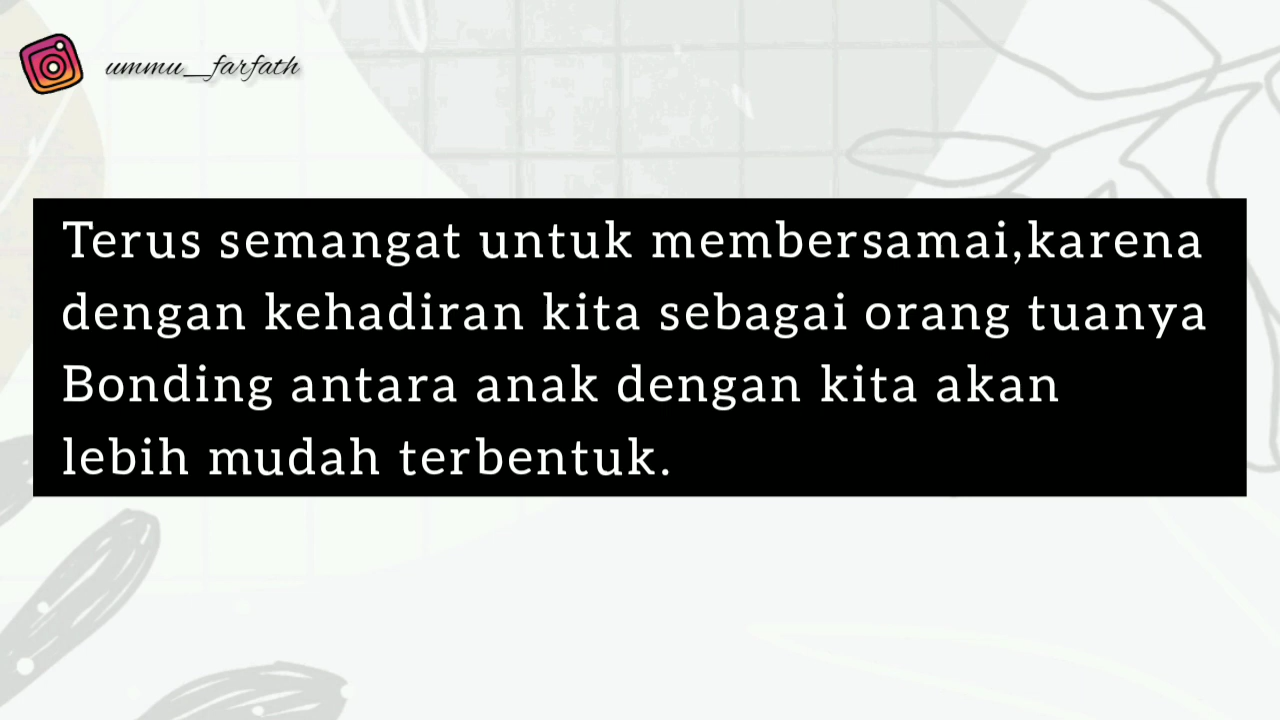 ummu_farfath
Terus semangat untuk membersamai,karena
dengan kehadiran kita sebagai orang tuanya
Bonding antara anak dengan kita akan
lebih mudah terbentuk.